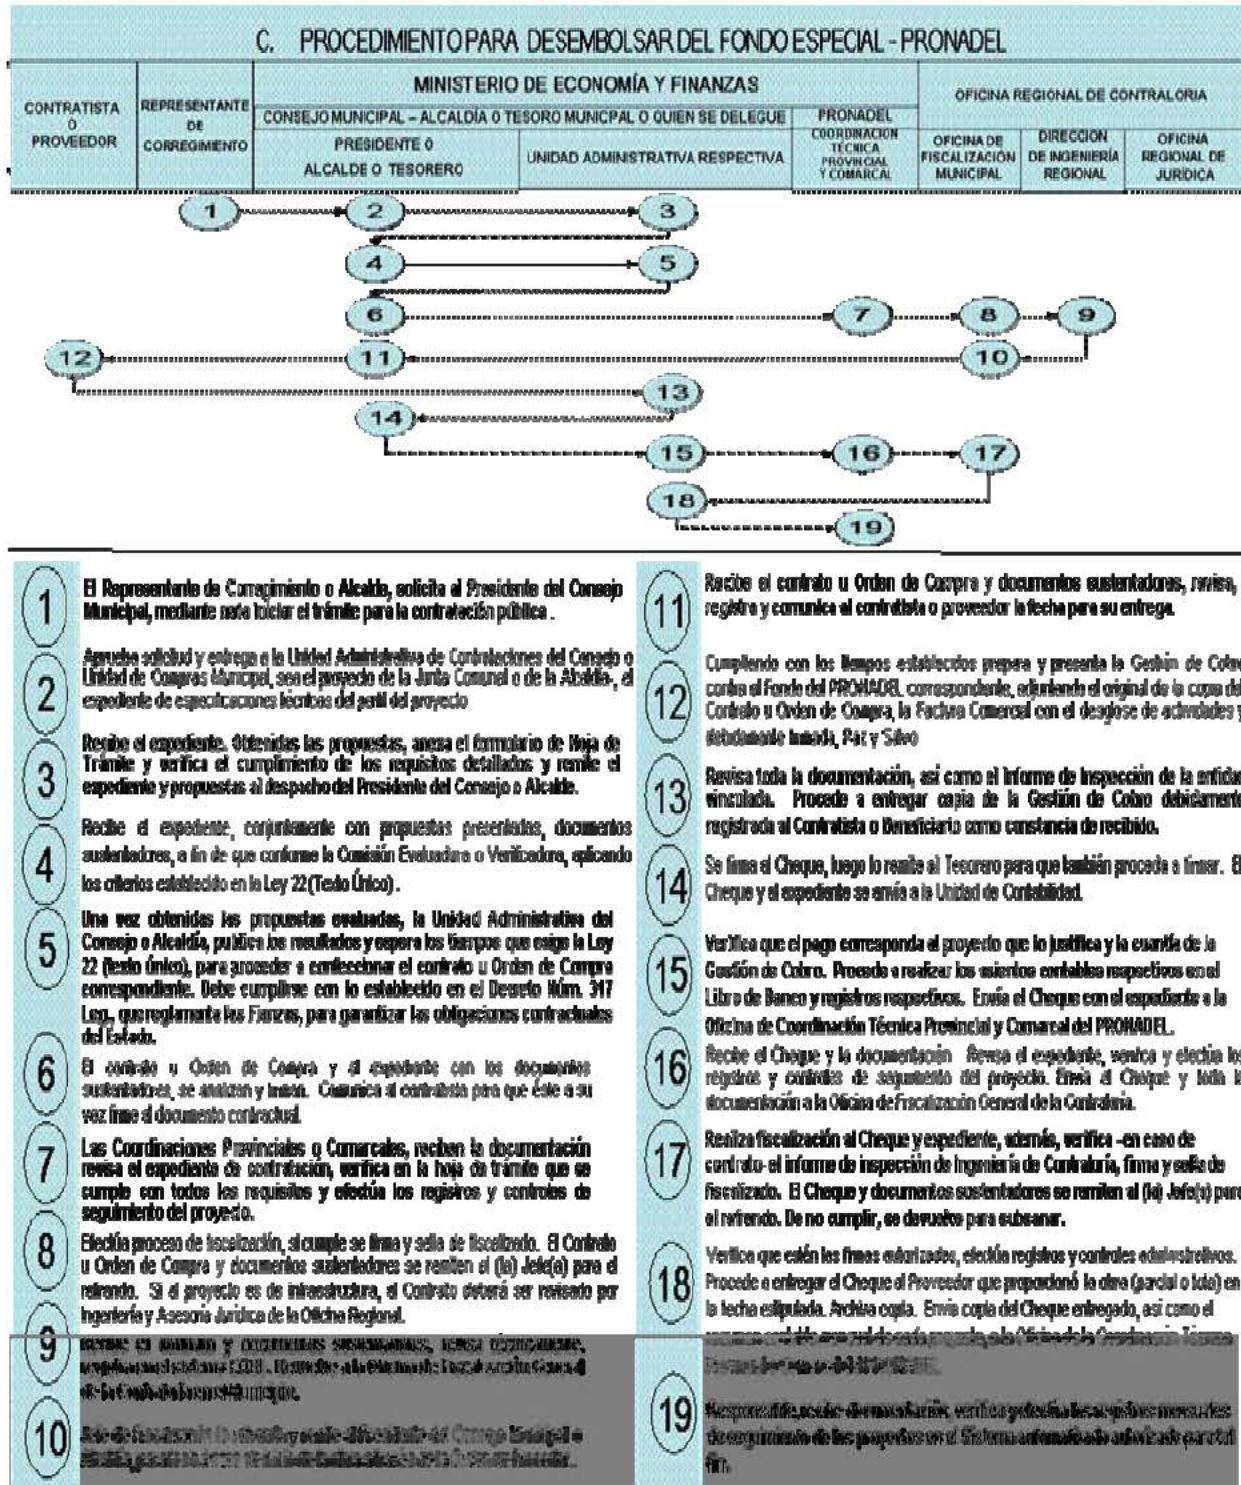 C. PROCEDIMIENTO PARA DESEMBOLSAR DEL FONDO ESPECIAL - PRONADEL
CONTRATISTA
O
PROVEEDOR
REPRESENTANTE
DE
CORREGIMIENTO
MINISTERIO DE ECONOMÍA Y FINANZAS
CONSEJO MUNICIPAL – ALCALDÍA O TESORO MUNICPAL O QUIEN SE DELEGUE
PRESIDENTE O
ALCALDE O TESORERO
UNIDAD ADMINISTRATIVA RESPECTIVA
PRONADEL
COORDINACION
TÉCNICA
PROVINCIAL
Y COMARCAL
OFICINA REGIONAL DE CONTRALORIA
OFICINA DE
FISCALIZACIÓN
MUNICIPAL
DIRECCION
DE INGENIERÍA
REGIONAL
OFICINA
REGIONAL DE
JURÍDICA
1 2 3
4 5
6 7 8 9
12 11 10
13
14
15 16 17
18
19
1
El Representante de Corregimiento o Alcalde, solicita al Presidente del Consejo
Municipal, mediante nota iniciar el trámite para la contratación pública .
2
Aprueba solicitud y entrega a la Unidad Administrativa de Contrataciones del Consejo o
Unidad de Compras Municipal, sea el proyecto de la Junta Comunal o de la Alcaldía , el
expediente de especificaciones técnicas del perfil del proyecto
3
Recibe el expediente. Obtenidas las propuestas, anexa el formulario de Hoja de
Trámite y verifica el cumplimiento de los requisitos detallados y remite el
expediente y propuestas al despacho del Presidente del Consejo o Alcalde.
4
Recibe el expediente, conjuntamente con propuestas presentadas, documentos
sustentadores, a fin de que conforme la Comisión Evaluadora o Verificadora, aplicando
los criterios establecido en la Ley 22 (Texto Único) .
5
Una vez obtenidas las propuestas evaluadas, la Unidad Administrativa del
Consejo o Alcaldía, publica los resultados y espera los tiempos que exige la Ley
22 (texto único), para proceder a confeccionar el contrato u Orden de Compra
correspondiente. Debe cumplirse con lo establecido en el Decreto Núm. 317
Leg., que reglamenta las Fianzas, para garantizar las obligaciones contractuales
del Estado.
6
El contrato u Orden de Compra y el expediente con los documentos
sustentadores, se analizan y firman. Comunica al contratista para que éste a su
vez firme el documento contractual.
7
Las Coordinaciones Provinciales o Comarcales, reciben la documentación
revisa el expediente de contratación, verifica en la hoja de trámite que se
cumple con todos los requisitos y efectúa los registros y controles de
seguimiento del proyecto.
8
Efectúa proceso de fiscalización, si cumple se firma y sella de fiscalizado. El Contrato
u Orden de Compra y documentos sustentadores se remiten al (la) Jefe(a) para el
refrendo. Si el proyecto es de infraestructura, el Contrato deberá ser revisado por
Ingeniería y Asesoría Jurídica de la Oficina Regional.
9
10
11
Recibe el contrato u Orden de Compra y documentos sustentadores, revisa,
registra y comunica al contratista o proveedor la fecha para su entrega.
12
Cumpliendo con los tiempos establecidos prepara y presenta la Gestión de Cobro
contra el Fondo del PRONADEL correspondiente, adjuntando el original de la copia del
Contrato u Orden de Compra, la Factura Comercial con el desglose de actividades y
debidamente firmada, Paz y Salvo
13
Revisa toda la documentación, así como el informe de inspección de la entidad
vinculada. Procede a entregar copia de la Gestión de Cobro debidamente
registrada al Contratista o Beneficiario como constancia de recibido.
14
Se firma el Cheque, luego lo remite al Tesorero para que también proceda a firmar. El
Cheque y el expediente se envía a la Unidad de Contabilidad.
15
Verifica que el pago corresponda al proyecto que lo justifica y la cuantía de la
Gestión de Cobro. Procede a realizar los asientos contables respectivos en el
Libro de Banco y registros respectivos. Envía el Cheque con el expediente a la
Oficina de Coordinación Técnica Provincial y Comarcal del PRONADEL.
16
Recibe el Cheque y la documentación Revisa el expediente, verifica y efectúa los
registros y controles de seguimiento del proyecto. Envía el Cheque y toda la
documentación a la Oficina de Fiscalización General de la Contraloría.
17
Realiza fiscalización al Cheque y expediente, además, verifica -en caso de
contrato- el informe de inspección de Ingeniería de Contraloría, firma y sella de
fiscalizado. El Cheque y documentos sustentadores se remiten al (la) Jefe(a) para
el refrendo. De no cumplir, se devuelve para subsanar.
18
Verifica que estén las firmas autorizadas, efectúa registros y controles administrativos.
Procede a entregar el Cheque al Proveedor que proporcionó la obra (parcial o total) en
la fecha estipulada. Archiva copia. Envía copia del Cheque entregado, así como el
19